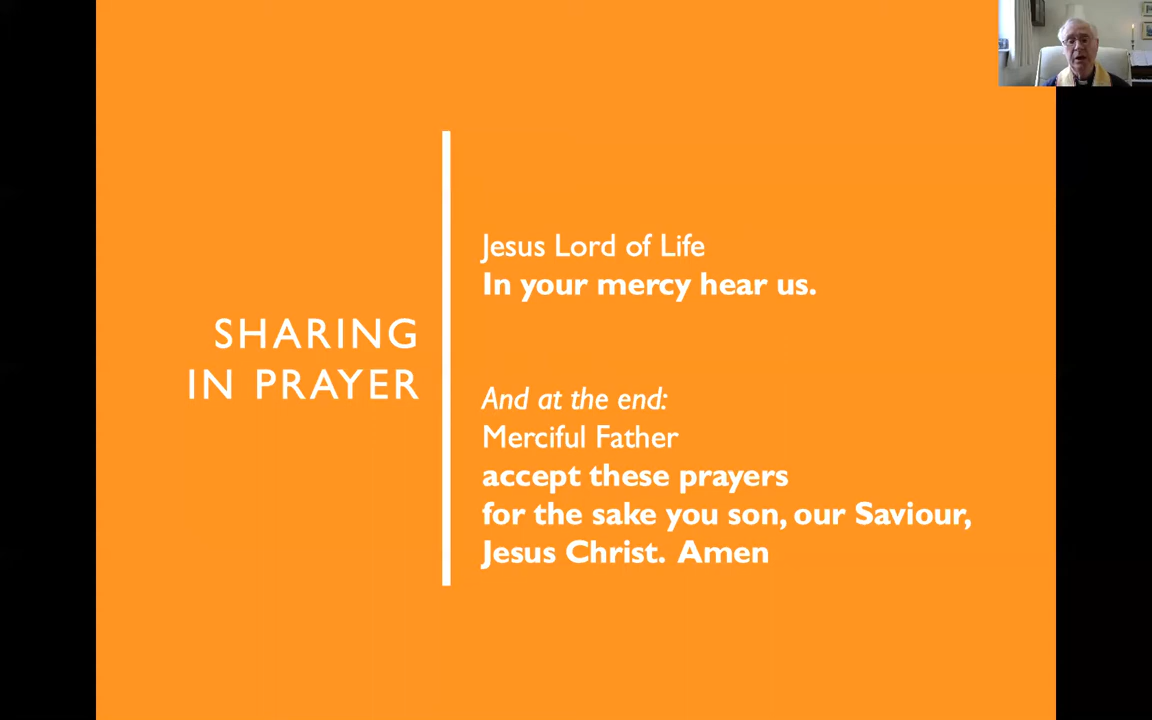 SHARING
IN PRAYER
Jesus Lord of Life
In your mercy hear us.
And at the end:
Merciful Father
accept these prayers
for the sake you son, our Saviour,
Jesus Christ. Amen